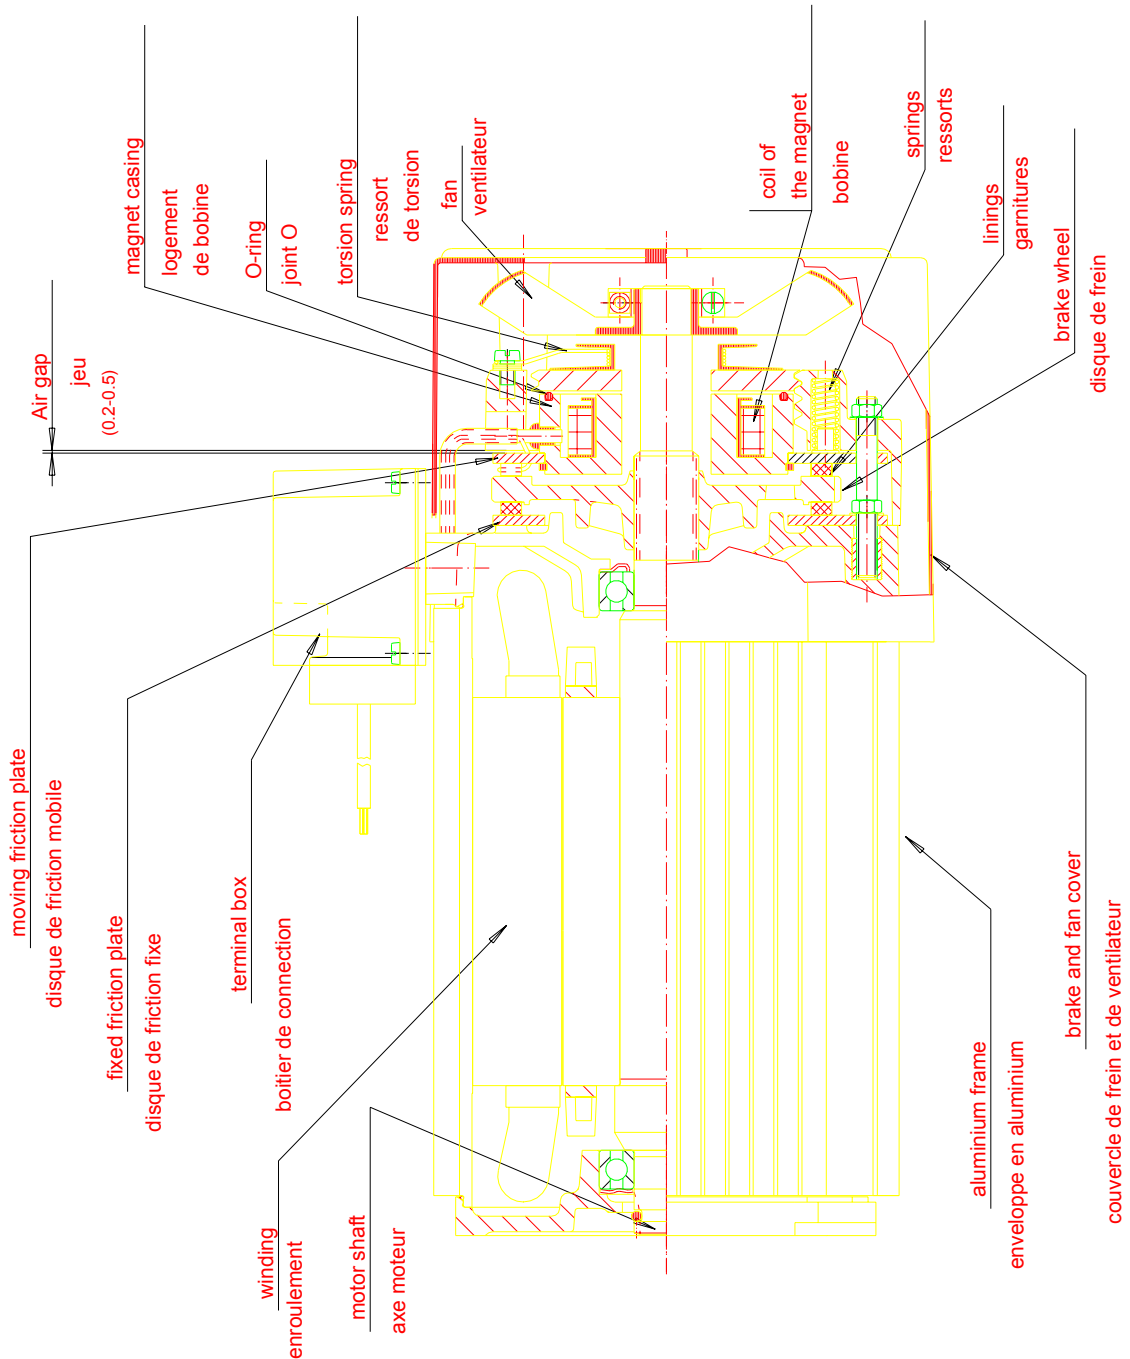 Air gap
jeu
(0.2-0.5)
magnet casing
logement
de bobine
O-ring
joint O
torsion spring
ressort
de torsion
fan
ventilateur
coil of
the magnet
bobine
springs
ressorts
linings
garnitures
brake wheel
disque de frein
moving friction plate
disque de friction mobile
fixed friction plate
disque de friction fixe
terminal box
boitier de connection
winding
enroulement
motor shaft
axe moteur
aluminium frame
enveloppe en aluminium
brake and fan cover
couvercle de frein et de ventilateur